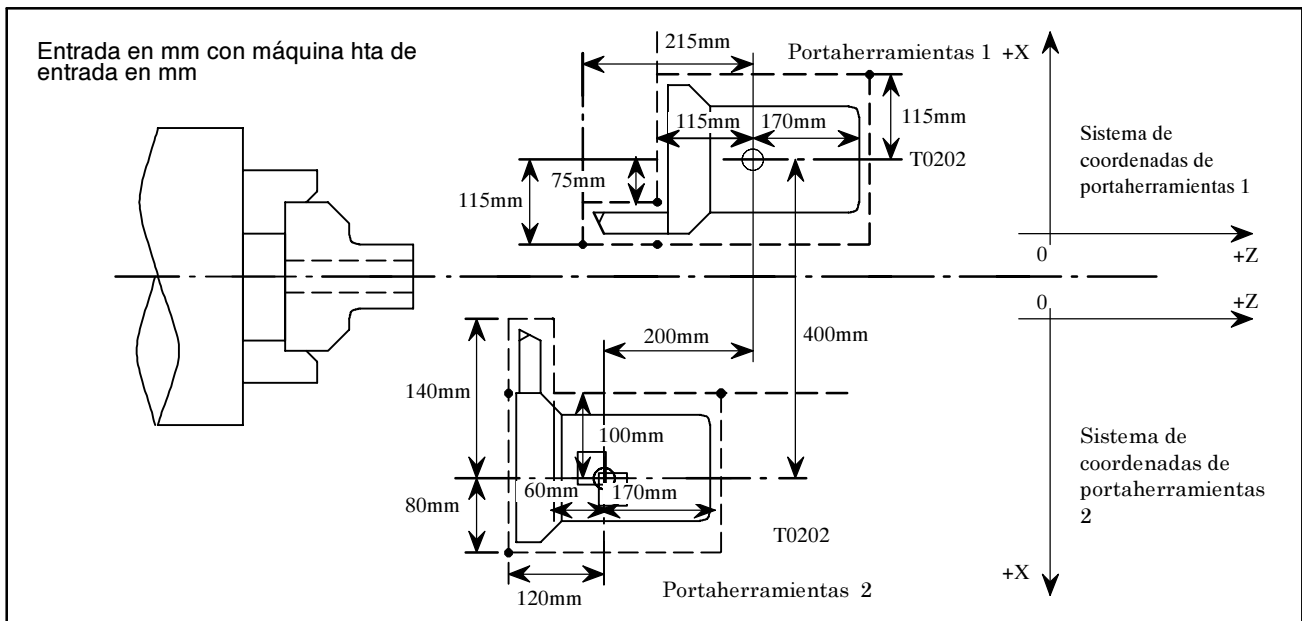 Entrada en mm con máquina hta de
entrada en mm
215mm
Portaherramientas 1
+X
115mm
170mm
115mm
Sistema de
coordenadas de
portaherramientas 1
T0202
75mm
115mm
0
+Z
0
+Z
200mm
400mm
140mm
100mm
Sistema de
coordenadas de
portaherramientas
2
60mm
170mm
80mm
T0202
+X
120mm
Portaherramientas 2